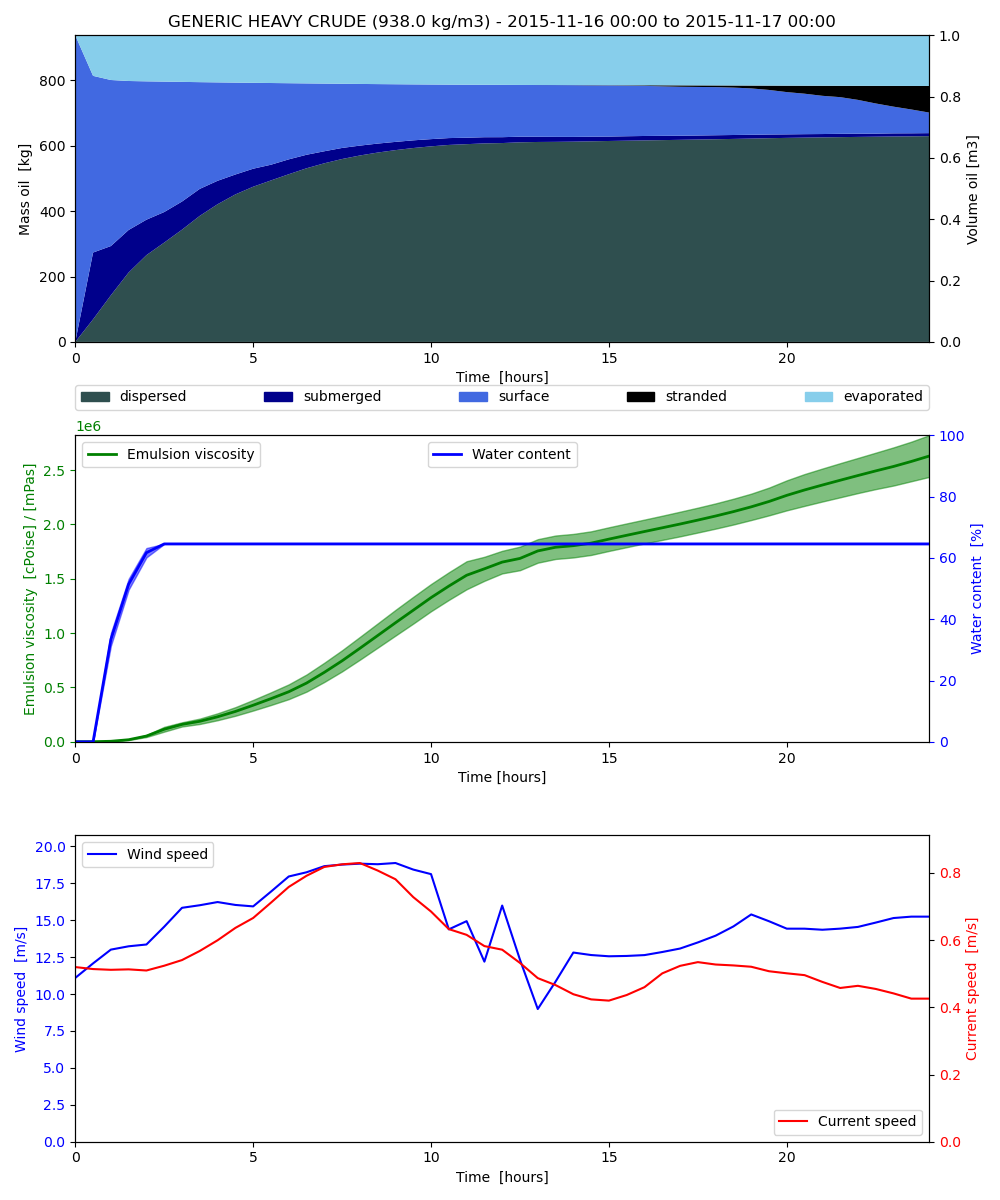 GENERIC HEAVY CRUDE (938.0 kg/m3) - 2015-11-16 00:00 to 2015-11-17 00:00
Mass oil [kg]
800
600
400
200
0
1.0
0.8
0.6
0.4
0.2
0.0
Volume oil [m3]
0 5 10 15 20
Time [hours]
dispersed submerged surface stranded evaporated
1e6
Emulsion viscosity [cPoise] / [mPas]
2.5
2.0
1.5
1.0
0.5
0.0
Emulsion viscosity
Water content
100
80
60
40
20
0
Water content [%]
0 5 10 15 20
Time [hours]
Wind speed [m/s]
20.0
17.5
15.0
12.5
10.0
7.5
5.0
2.5
0.0
Wind speed
0.8
0.6
0.4
0.2
0.0
Current speed [m/s]
Current speed
0 5 10 15 20
Time [hours]